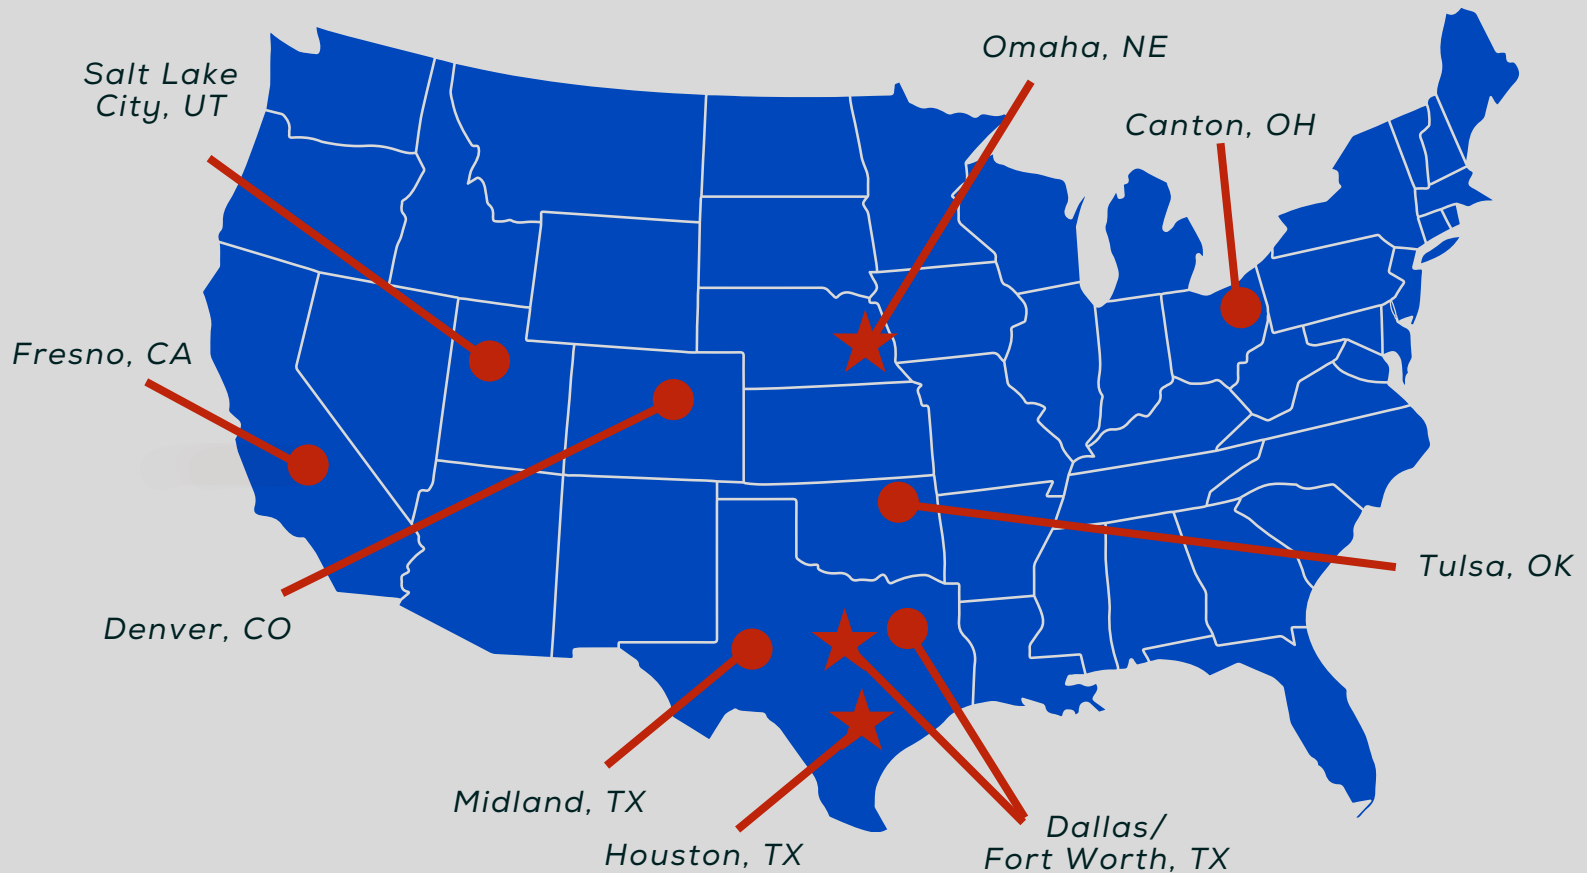 Omaha, NE
Salt Lake
City, UT
Canton, OH
Fresno, CA
Tulsa, OK
Denver, CO
Midland, TX
Houston, TX
Dallas/
Fort Worth, TX